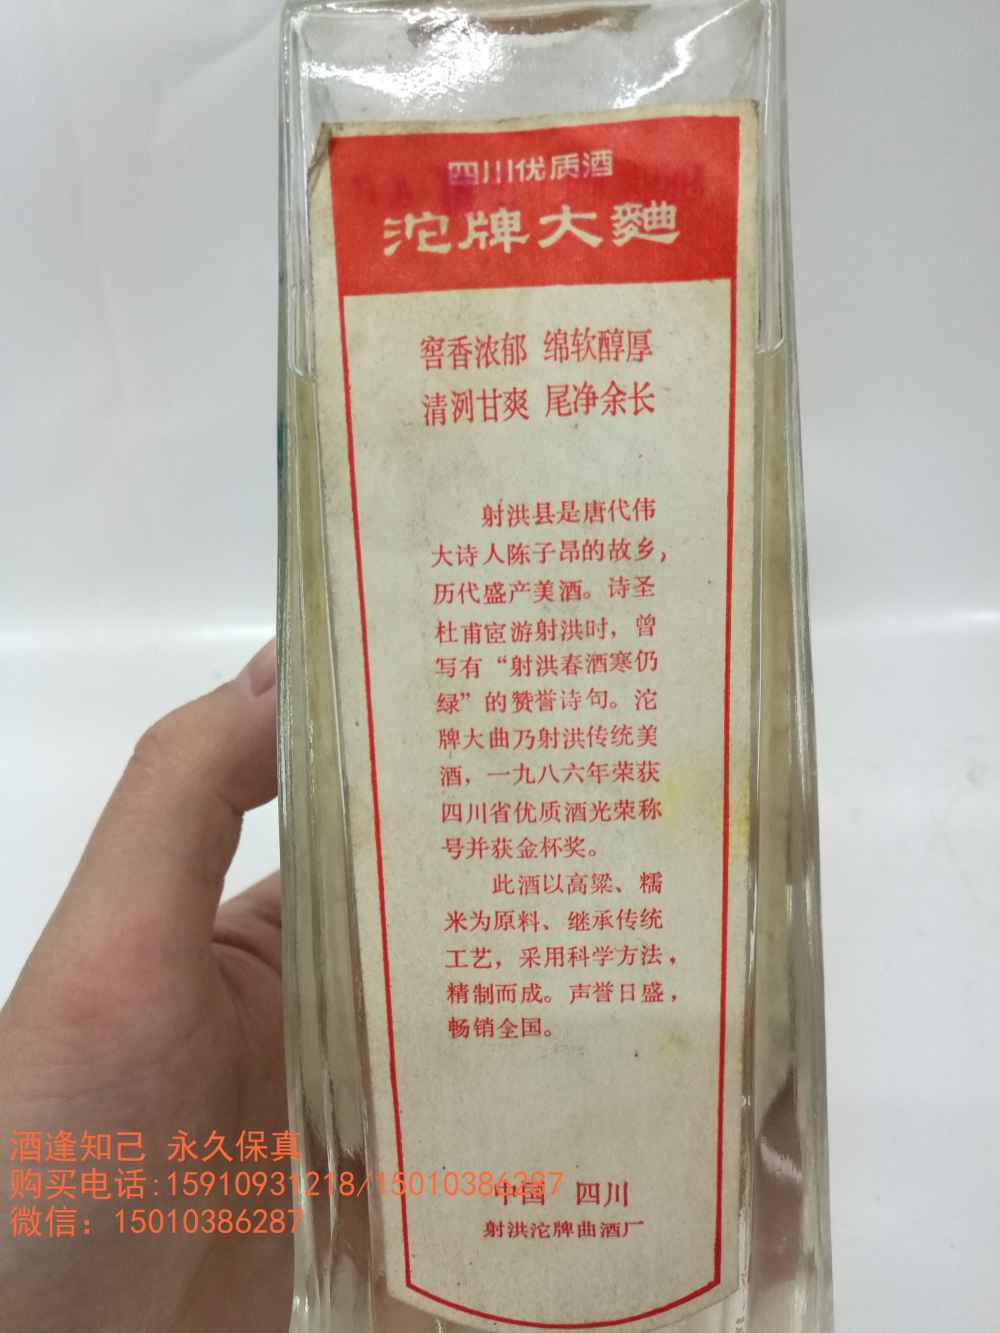 四川优质酒
沱牌大麯
窖香浓郁 绵软醇厚
清洌甘爽 尾净余长
射洪县是唐代伟
大诗人陈子昂的故乡，
历代盛产美酒。诗圣
杜甫宦游射洪时，曾
写有“射洪春酒寒仍
绿”的赞誉诗句。沱
牌大曲乃射洪传统美
酒，一九八六年荣获
四川省优质酒光荣称
号并获金杯奖。
此酒以高粱、糯
米为原料、继承传统
工艺，采用科学方法，
精制而成。声誉日盛，
畅销全国。
中国 四川
射洪沱牌曲酒厂
酒逢知己 永久保真
购买电话:15910931218/15010386287
微信：15010386287